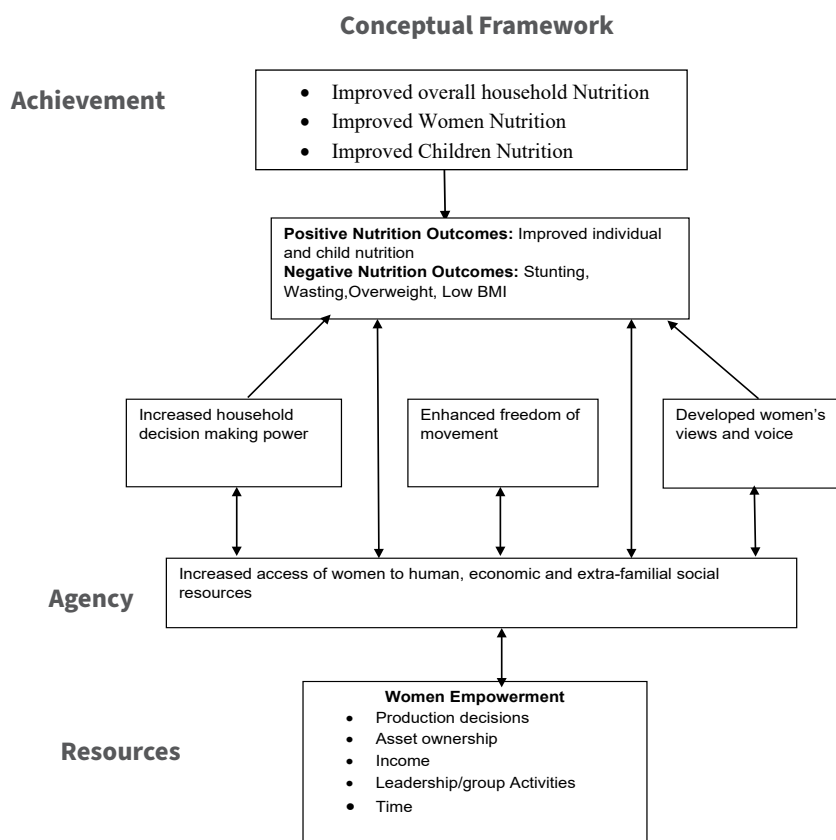 Conceptual Framework
Achievement
• Improved overall household Nutrition
• Improved Women Nutrition
• Improved Children Nutrition
Positive Nutrition Outcomes: Improved individual
and child nutrition
Negative Nutrition Outcomes: Stunting,
Wasting,Overweight, Low BMI
Increased household
decision making power
Enhanced freedom of
movement
Developed women’s
views and voice
Agency
Increased access of women to human, economic and extra-familial social
resources
Resources
Women Empowerment
• Production decisions
• Asset ownership
• Income
• Leadership/group Activities
• Time